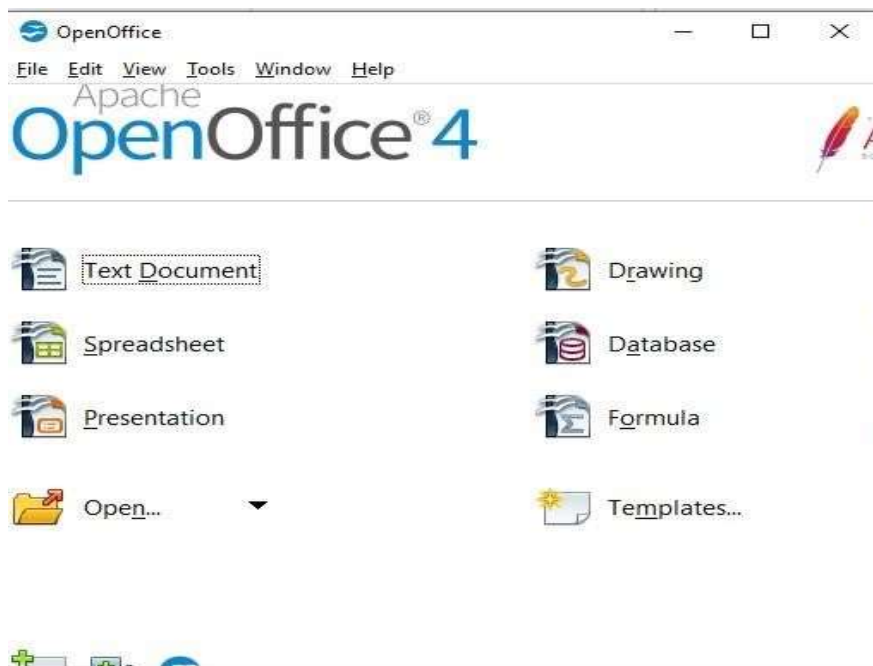 OpenOffice
File Edit View Tools Window Help
Apache
OpenOffice® 4
Text Document
Drawing
Spreadsheet
Database
Presentation
Formula
Open...
Templates...